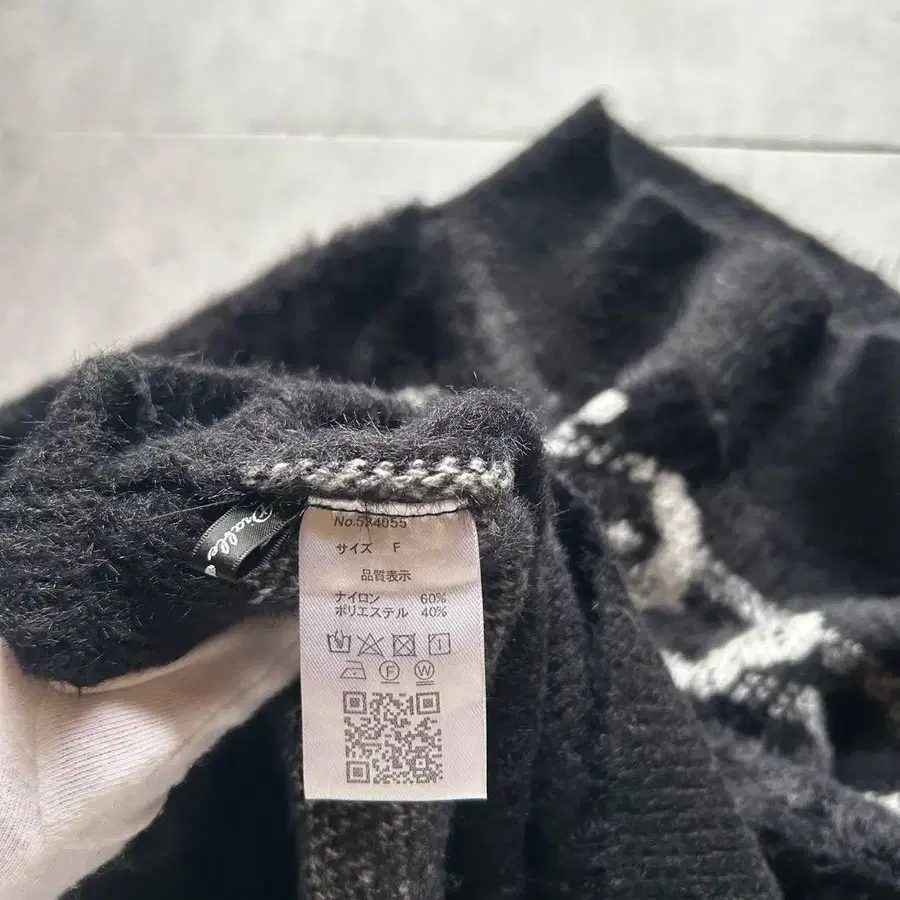 No.534055
サイズ F
品質表示
ナイロン 60%
ポリエステル 40%
F W